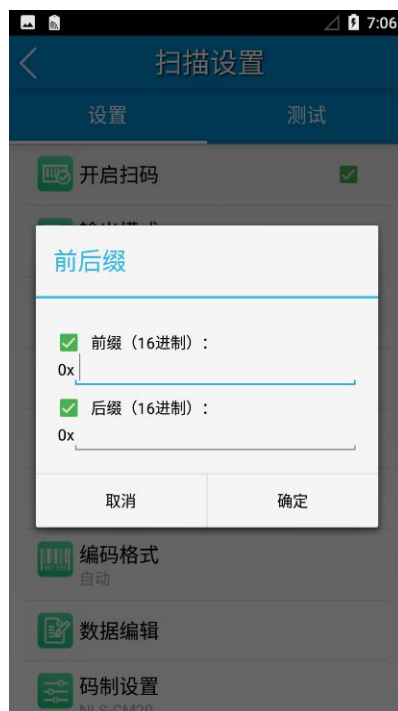 7:06
扫描设置
设置
测试
开启扫码
前后缀
前缀（16进制）：
0x
后缀（16进制）：
0x
取消
确定
编码格式
自动
数据编辑
码制设置